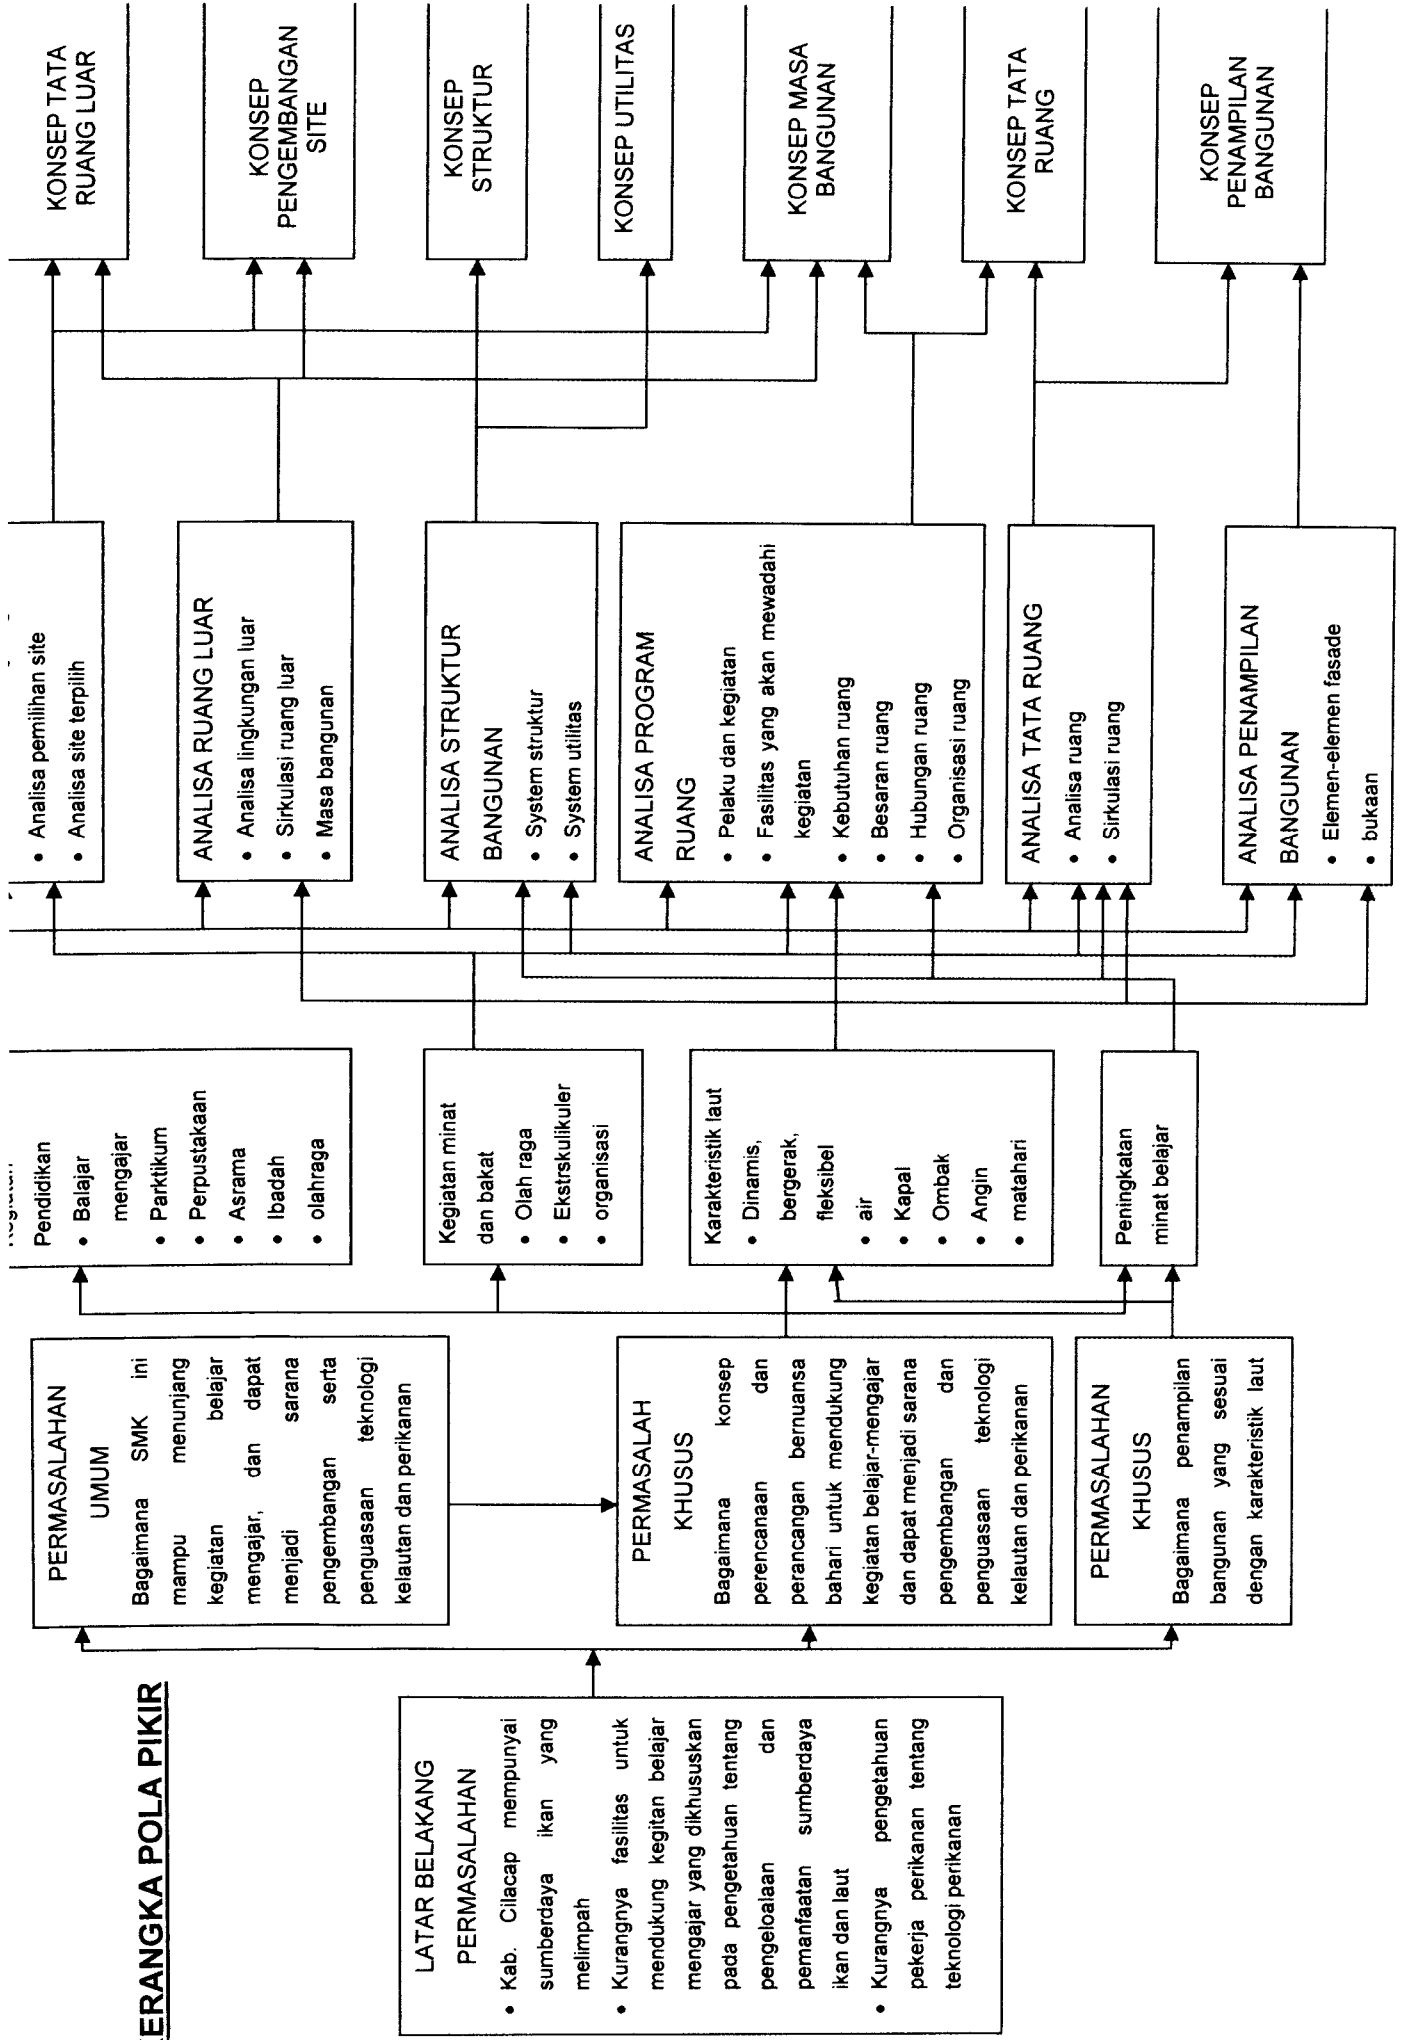 KERANGKA POLA PIKIR
LATAR BELAKANG
PERMASALAHAN
• Kab. Cilacap mempunyai
sumberdaya ikan yang
melimpah
• Kurangnya fasilitas untuk
mendukung kegitan belajar
mengajar yang dikhususkan
pada pengetahuan tentang
pengeloalaan dan
pemanfaatan sumberdaya
ikan dan laut
• Kurangnya pengetahuan
pekerja perikanan tentang
teknologi perikanan
PERMASALAHAN
UMUM
Bagaimana SMK ini
mampu menunjang
kegiatan belajar
mengajar, dan dapat
menjadi sarana
pengembangan serta
penguasaan teknologi
kelautan dan perikanan
PERMASALAH
KHUSUS
Bagaimana konsep
perencanaan dan
perancangan bernuansa
bahari untuk mendukung
kegiatan belajar-mengajar
dan dapat menjadi sarana
pengembangan dan
penguasaan teknologi
kelautan dan perikanan
PERMASALAHAN
KHUSUS
Bagaimana penampilan
bangunan yang sesuai
dengan karakteristik laut
Pendidikan
• Balajar
mengajar
• Parktikum
• Perpustakaan
• Asrama
• Ibadah
• olahraga
Kegiatan minat
dan bakat
• Olah raga
• Ekstrskulikuler
• organisasi
Karakteristik laut
• Dinamis,
bergerak,
fleksibel
• air
• Kapal
• Ombak
• Angin
• matahari
Peningkatan
minat belajar
• Analisa pemilihan site
• Analisa site terpilih
ANALISA RUANG LUAR
• Analisa lingkungan luar
• Sirkulasi ruang luar
• Masa bangunan
ANALISA STRUKTUR
BANGUNAN
• System struktur
• System utilitas
ANALISA PROGRAM
RUANG
• Pelaku dan kegiatan
• Fasilitas yang akan mewadahi
kegiatan
• Kebutuhan ruang
• Besaran ruang
• Hubungan ruang
• Organisasi ruang
ANALISA TATA RUANG
• Analisa ruang
• Sirkulasi ruang
ANALISA PENAMPILAN
BANGUNAN
• Elemen-elemen fasade
• bukaan
KONSEP TATA
RUANG LUAR
KONSEP
PENGEMBANGAN
SITE
KONSEP
STRUKTUR
KONSEP UTILITAS
KONSEP MASA
BANGUNAN
KONSEP TATA
RUANG
KONSEP
PENAMPILAN
BANGUNAN